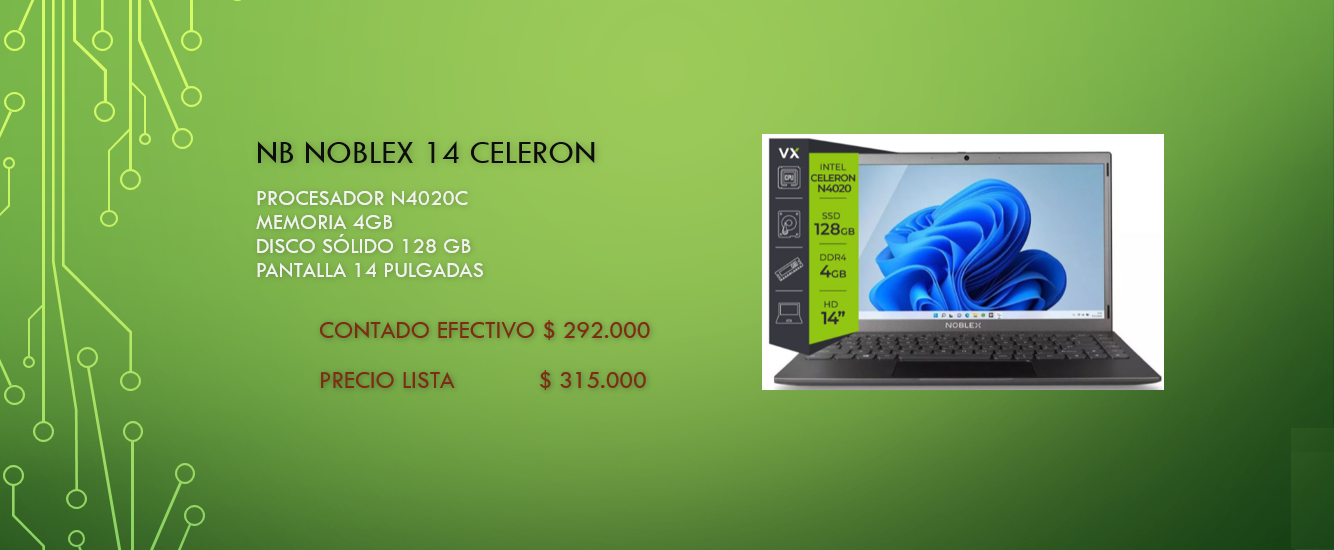 NB NOBLEX 14 CELERON
PROCESADOR N4020C
MEMORIA 4GB
DISCO SÓLIDO 128 GB
PANTALLA 14 PULGADAS
CONTADO EFECTIVO $ 292.000
PRECIO LISTA $ 315.000
VX
CPU
INTEL
CELERON
N4020
SSD
128GB
DDR4
4GB
HD
14”
NOBLEX